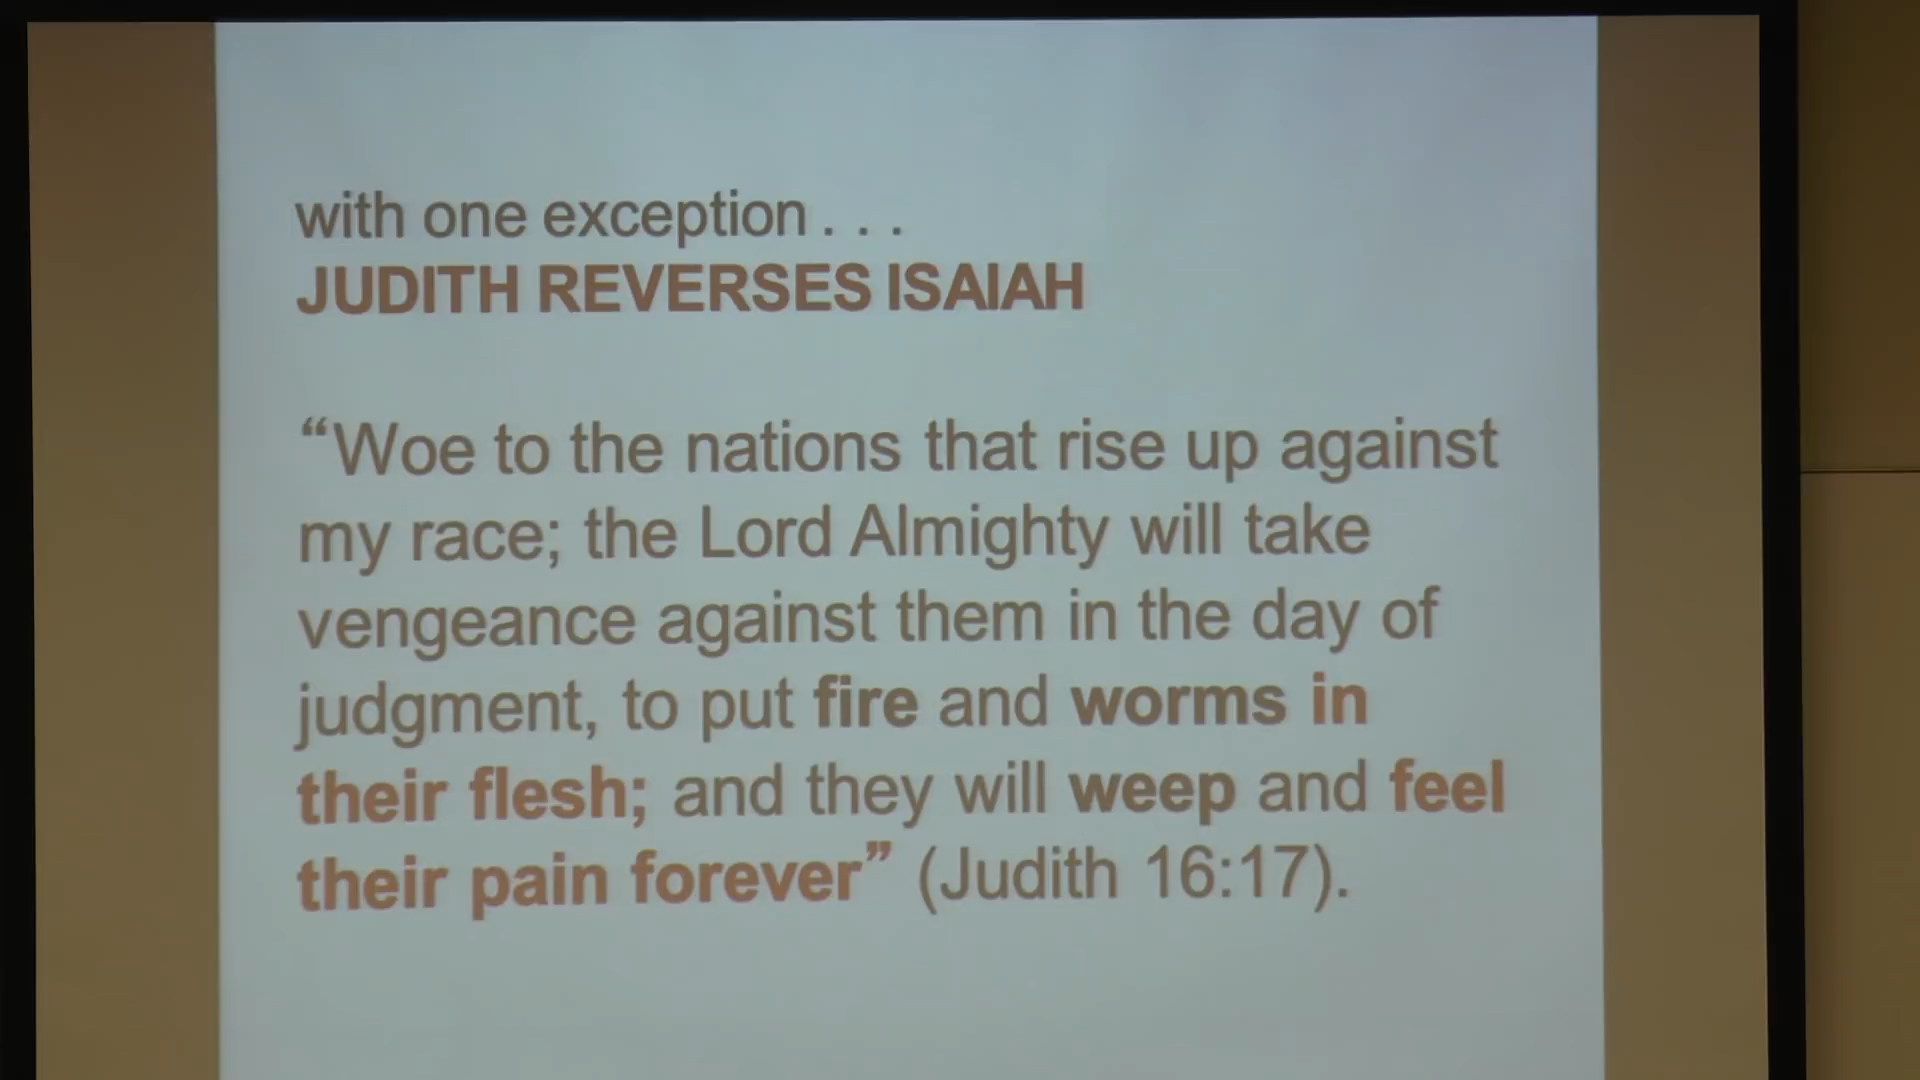 with one exception . . .
JUDITH REVERSES ISAIAH
“Woe to the nations that rise up against
my race; the Lord Almighty will take
vengeance against them in the day of
judgment, to put fire and worms in
their flesh; and they will weep and feel
their pain forever” (Judith 16:17).